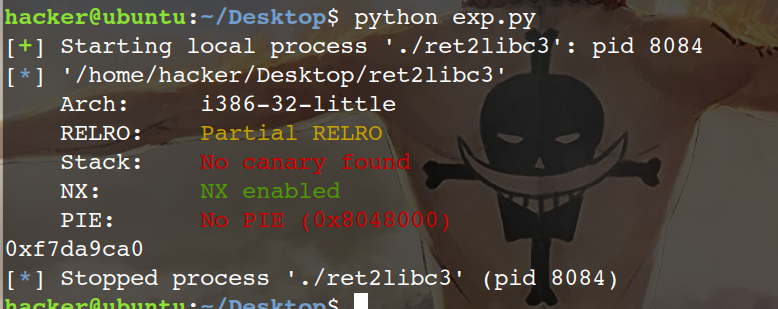 hacker@ubuntu:~/Desktop$ python exp.py
[+] Starting local process './ret2libc3': pid 8084
[*] '/home/hacker/Desktop/ret2libc3'
    Arch:     i386-32-little
    RELRO:    Partial RELRO
    Stack:    No canary found
    NX:       NX enabled
    PIE:      No PIE (0x8048000)
0xf7da9ca0
[*] Stopped process './ret2libc3' (pid 8084)
hacker@ubuntu:~/Desktop$